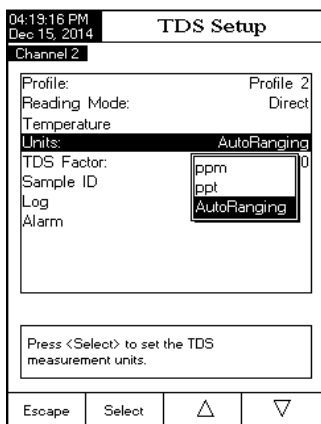 04:19:16 PM
Dec 15, 2014
TDS Setup
Channel 2
Profile: Profile 2
Reading Mode: Direct
Temperature
Units: AutoRanging
TDS Factor: 0
Sample ID
Log
Alarm
ppm
ppt
AutoRanging
Press <Select> to set the TDS
measurement units.
Escape Select